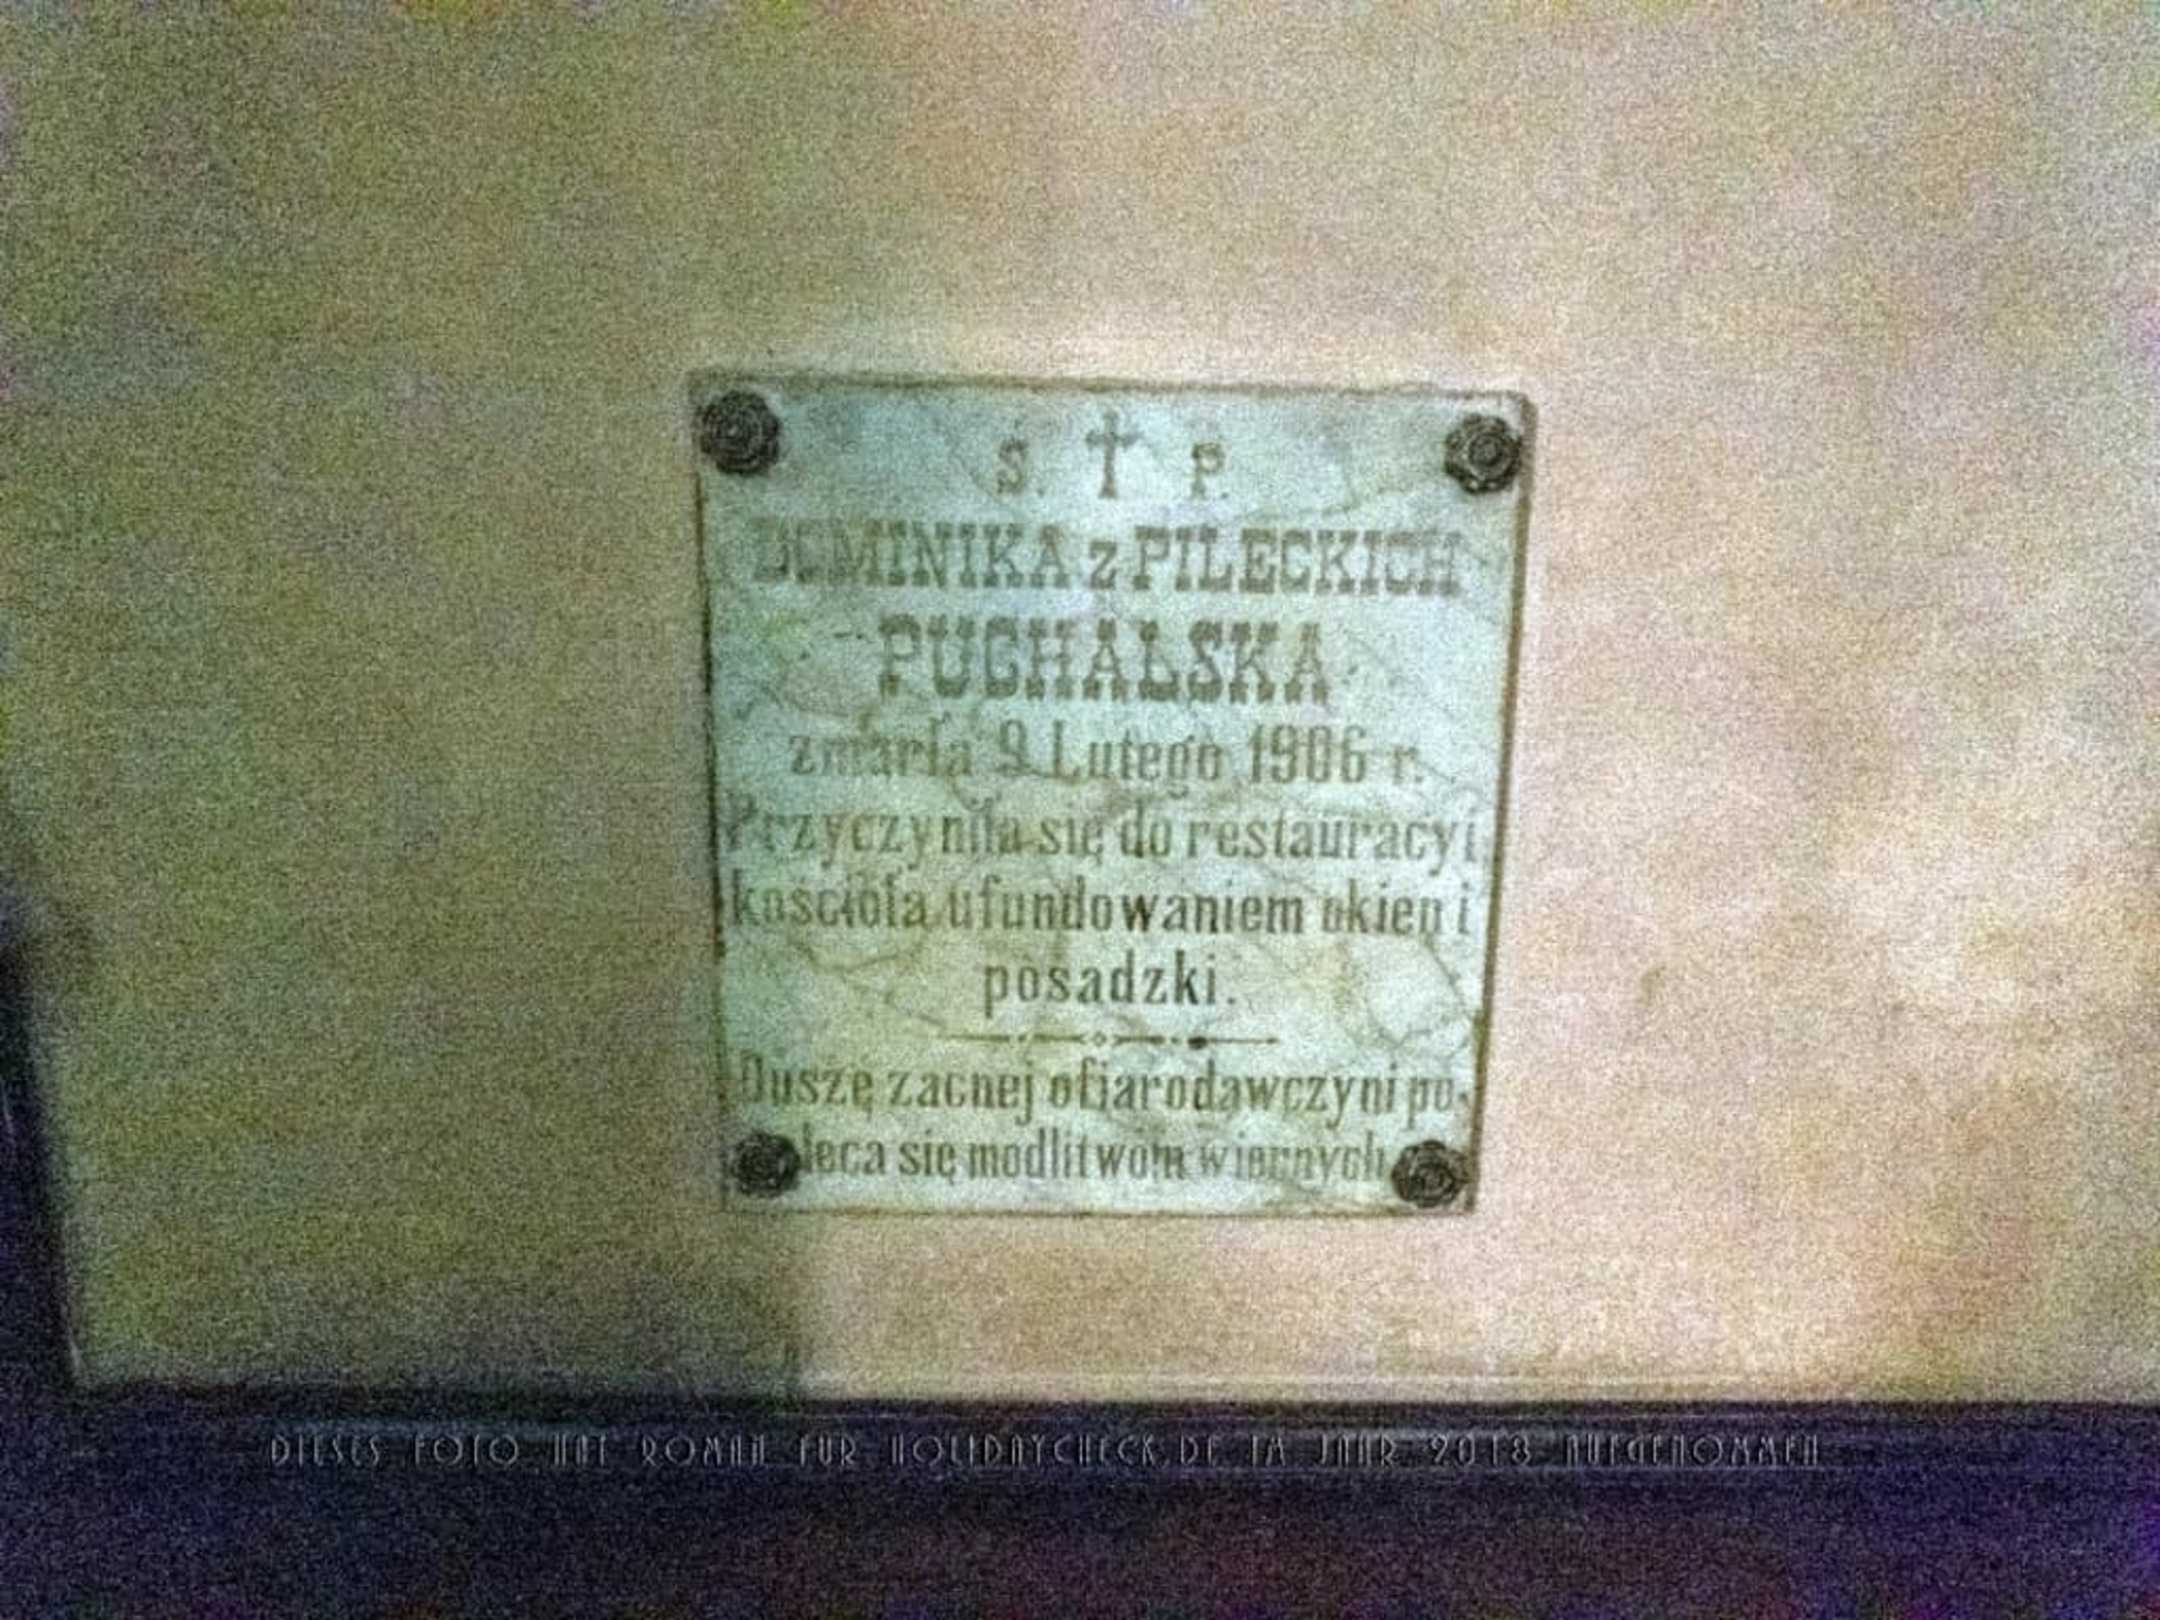 Ś. † P.
DOMINIKA z PILECKICH
PUCHALSKA
zmarła 9 Lutego 1906 r.
Przyczyniła się do restauracyi
kościoła ufundowaniem okien i
posadzki.
Duszę zacnej ofiarodawczyni po-
leca się modlitwom wiernych
DIESES FOTO HAT ROMAN FÜR HOLIDAYCHECK.DE IM JAHR 2018 AUFGENOMMEN